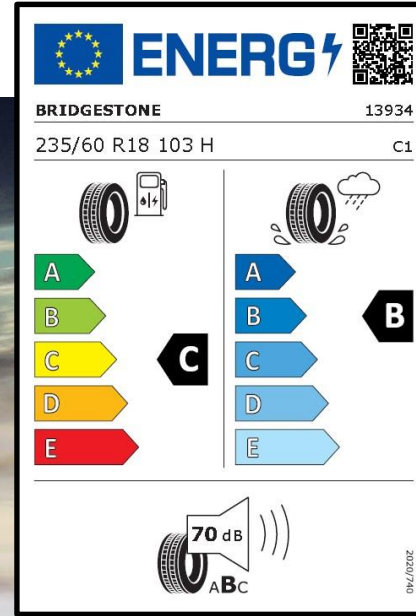 ENERG
BRIDGESTONE 13934
235/60 R18 103 H C1
A A
B B B
C C C
D D
E E
70 dB
ABC
2020/740